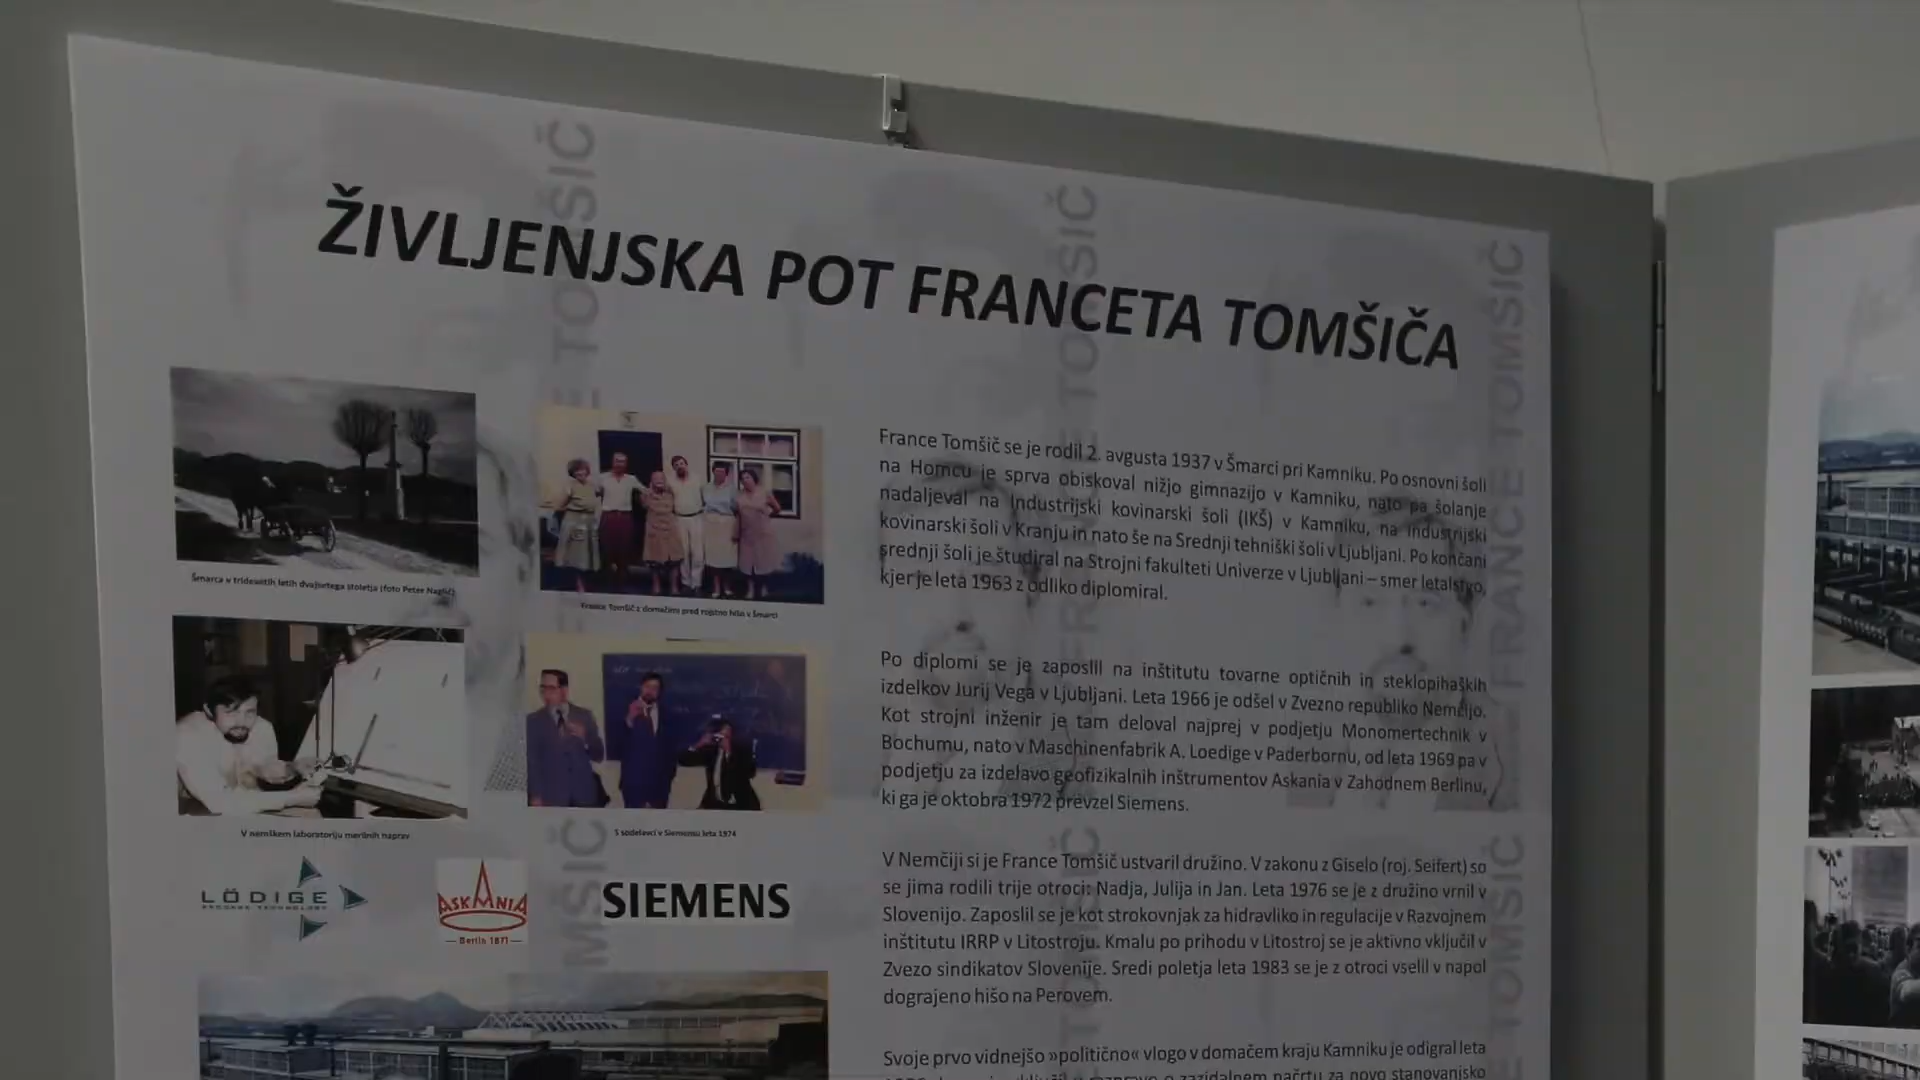 ŽIVLJENJSKA POT FRANCETA TOMŠIČA
Šmarca v tridesetih letih dvajsetega stoletja (foto Peter Naglič)
France Tomšič z domačimi pred rojstno hišo v Šmarci
V nemškem laboratoriju merilnih naprav
S sodelavci v Siemensu leta 1974
LÖDIGE
PROCESS TECHNOLOGY
ASKANIA
Berlin 1871
SIEMENS
France Tomšič se je rodil 2. avgusta 1937 v Šmarci pri Kamniku. Po osnovni šoli
na Homcu je sprva obiskoval nižjo gimnazijo v Kamniku, nato pa šolanje
nadaljeval na Industrijski kovinarski šoli (IKŠ) v Kamniku, na Industrijski
kovinarski šoli v Kranju in nato še na Srednji tehniški šoli v Ljubljani. Po končani
srednji šoli je študiral na Strojni fakulteti Univerze v Ljubljani – smer letalstvo,
kjer je leta 1963 z odliko diplomiral.
Po diplomi se je zaposlil na inštitutu tovarne optičnih in steklopihaških
izdelkov Jurij Vega v Ljubljani. Leta 1966 je odšel v Zvezno republiko Nemčijo.
Kot strojni inženir je tam deloval najprej v podjetju Monomertechnik v
Bochumu, nato v Maschinenfabrik A. Loedige v Paderbornu, od leta 1969 pa v
podjetju za izdelavo geofizikalnih inštrumentov Askania v Zahodnem Berlinu,
ki ga je oktobra 1972 prevzel Siemens.
V Nemčiji si je France Tomšič ustvaril družino. V zakonu z Giselo (roj. Seifert) so
se jima rodili trije otroci: Nadja, Julija in Jan. Leta 1976 se je z družino vrnil v
Slovenijo. Zaposlil se je kot strokovnjak za hidravliko in regulacije v Razvojnem
inštitutu IRRP v Litostroju. Kmalu po prihodu v Litostroj se je aktivno vključil v
Zvezo sindikatov Slovenije. Sredi poletja leta 1983 se je z otroci vselil v napol
dograjeno hišo na Perovem.
Svoje prvo vidnejšo »politično« vlogo v domačem kraju Kamniku je odigral leta
zazidalnem načrtu za novo stanovanjsko
FRANCE TOMŠIČ